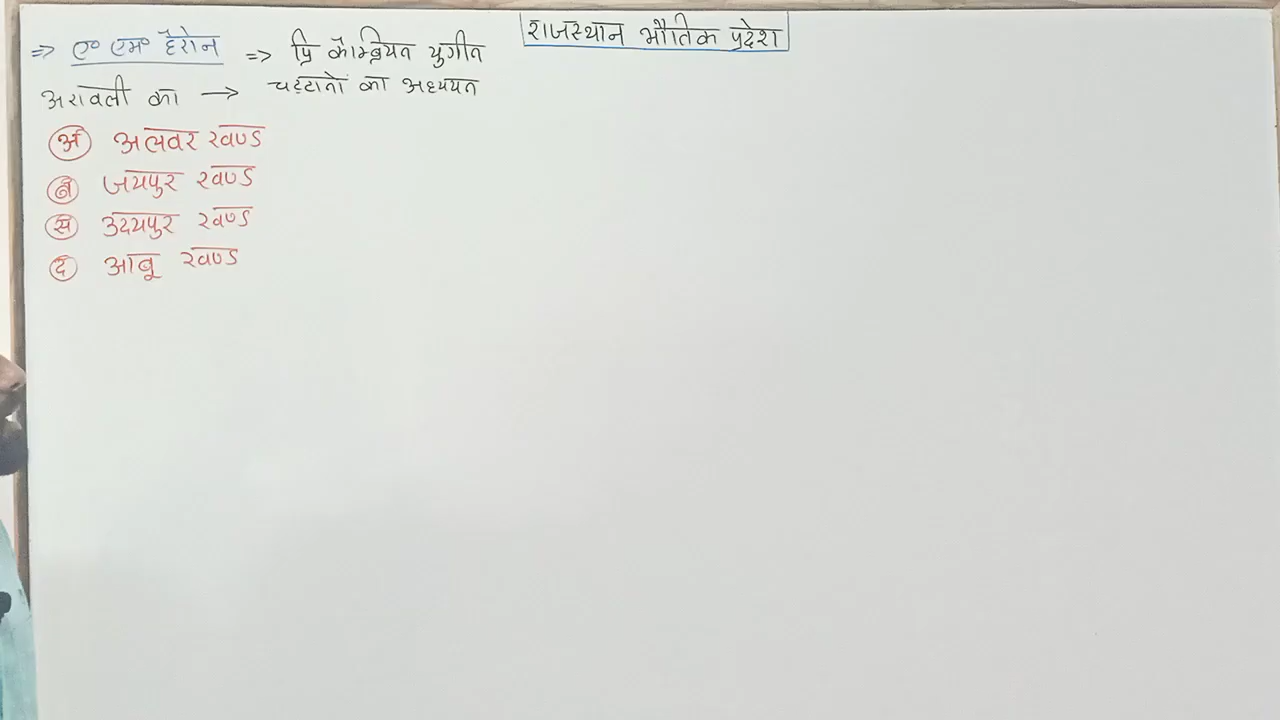 राजस्थान भौतिक प्रदेश
=> ए० एम० हैरोन => प्रि कैम्ब्रियन युगीन
अरावली का → चट्टानों का अध्ययन
(अ) अलवर खण्ड
(ब) जयपुर खण्ड
(स) उदयपुर खण्ड
(द) आबू खण्ड